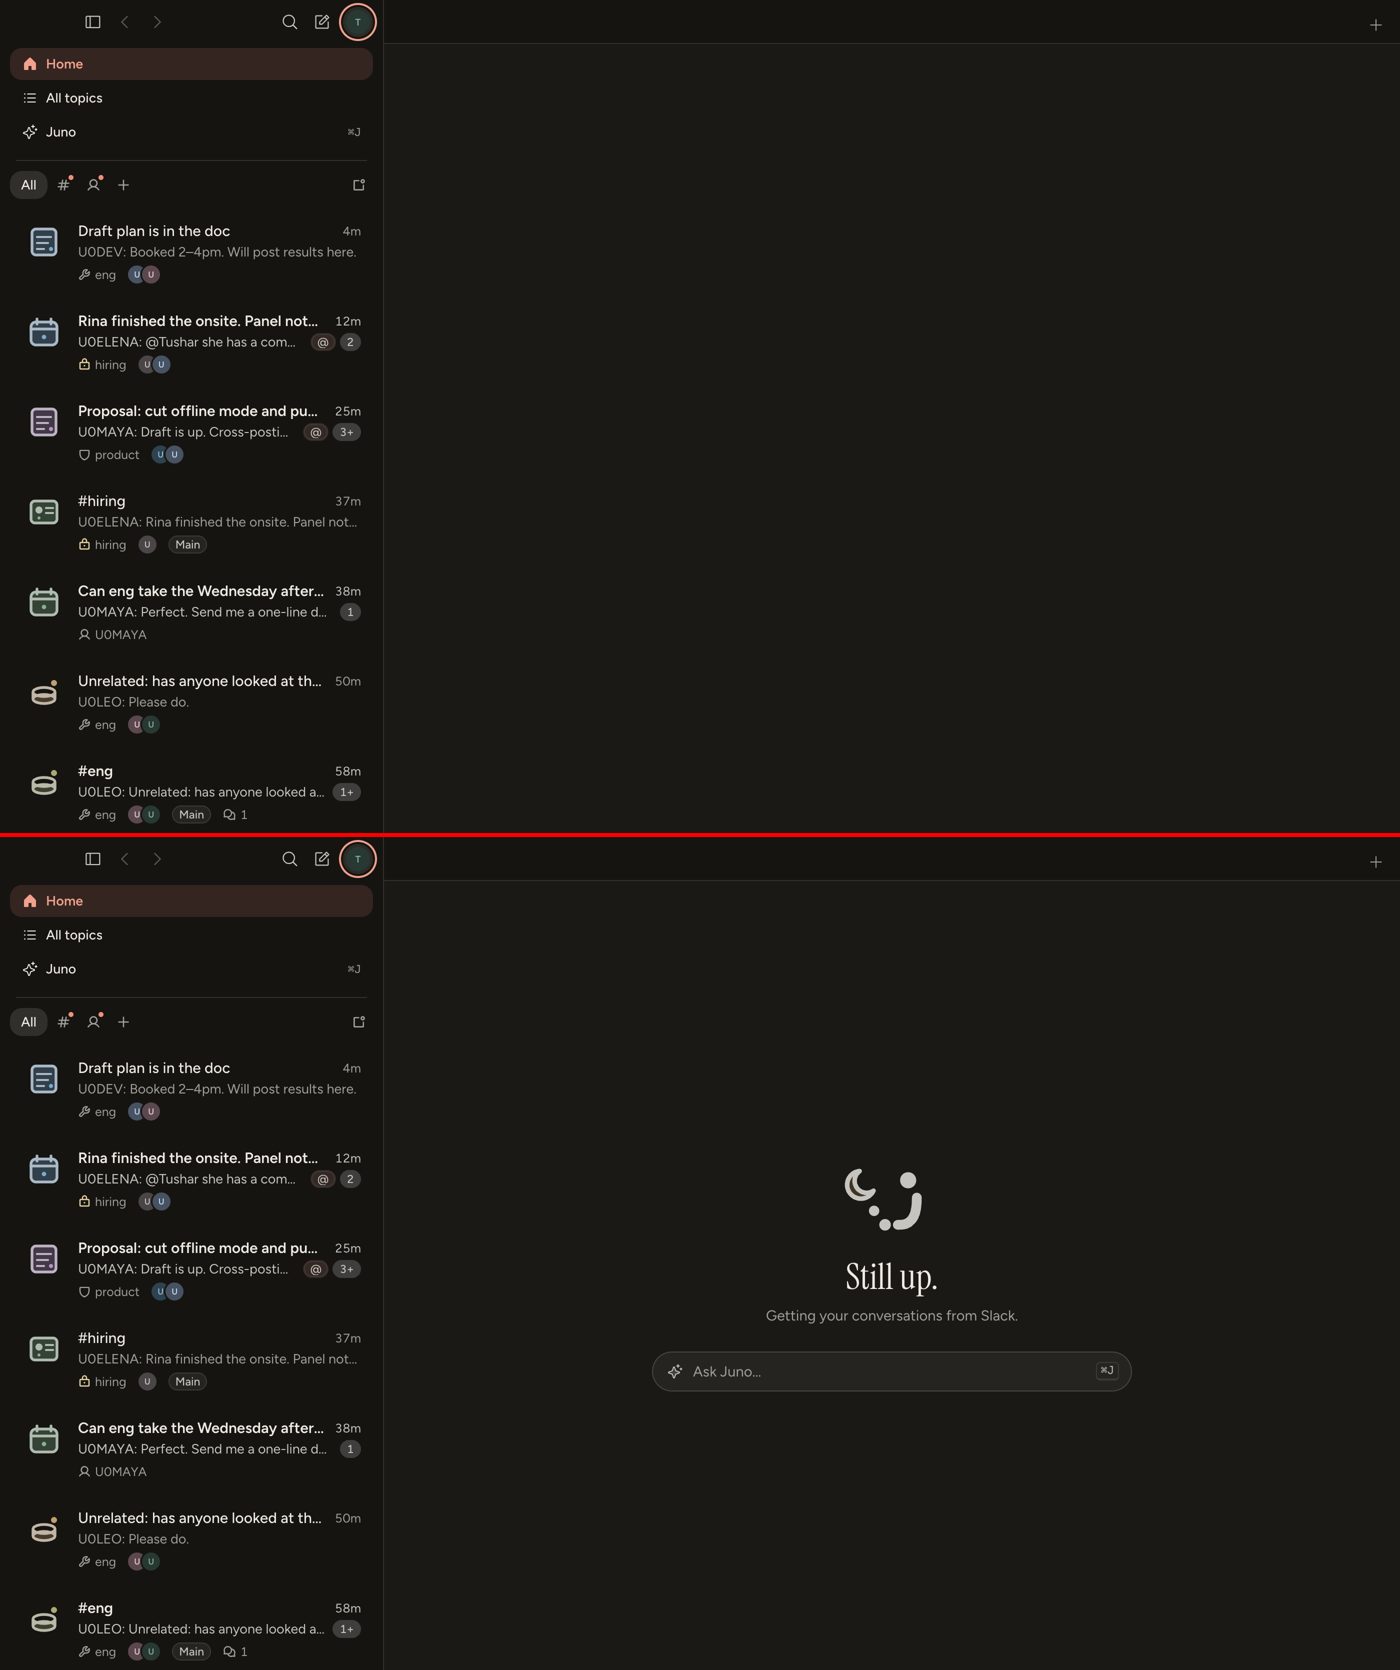 T
Home
All topics
Juno ⌘J
All
Draft plan is in the doc 4m
U0DEV: Booked 2–4pm. Will post results here.
eng U U
Rina finished the onsite. Panel not... 12m
U0ELENA: @Tushar she has a com... @ 2
hiring U U
Proposal: cut offline mode and pu... 25m
U0MAYA: Draft is up. Cross-posti... @ 3+
product U U
#hiring 37m
U0ELENA: Rina finished the onsite. Panel not...
hiring U Main
Can eng take the Wednesday after... 38m
U0MAYA: Perfect. Send me a one-line d... 1
U0MAYA
Unrelated: has anyone looked at th... 50m
U0LEO: Please do.
eng U U
#eng 58m
U0LEO: Unrelated: has anyone looked a... 1+
eng U U Main 1
T
Home
All topics
Juno ⌘J
All
Draft plan is in the doc 4m
U0DEV: Booked 2–4pm. Will post results here.
eng U U
Rina finished the onsite. Panel not... 12m
U0ELENA: @Tushar she has a com... @ 2
hiring U U
Proposal: cut offline mode and pu... 25m
U0MAYA: Draft is up. Cross-posti... @ 3+
product U U
#hiring 37m
U0ELENA: Rina finished the onsite. Panel not...
hiring U Main
Can eng take the Wednesday after... 38m
U0MAYA: Perfect. Send me a one-line d... 1
U0MAYA
Unrelated: has anyone looked at th... 50m
U0LEO: Please do.
eng U U
#eng 58m
U0LEO: Unrelated: has anyone looked a... 1+
eng U U Main 1
Still up.
Getting your conversations from Slack.
Ask Juno... ⌘J